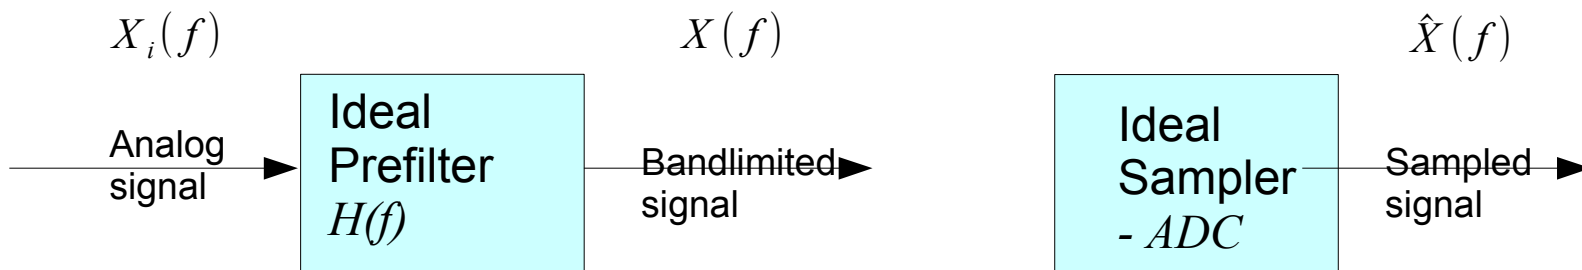 X_i(f)
X(f)
X̂(f)
Analog
signal
Ideal
Prefilter
H(f)
Bandlimited
signal
Ideal
Sampler
- ADC
Sampled
signal